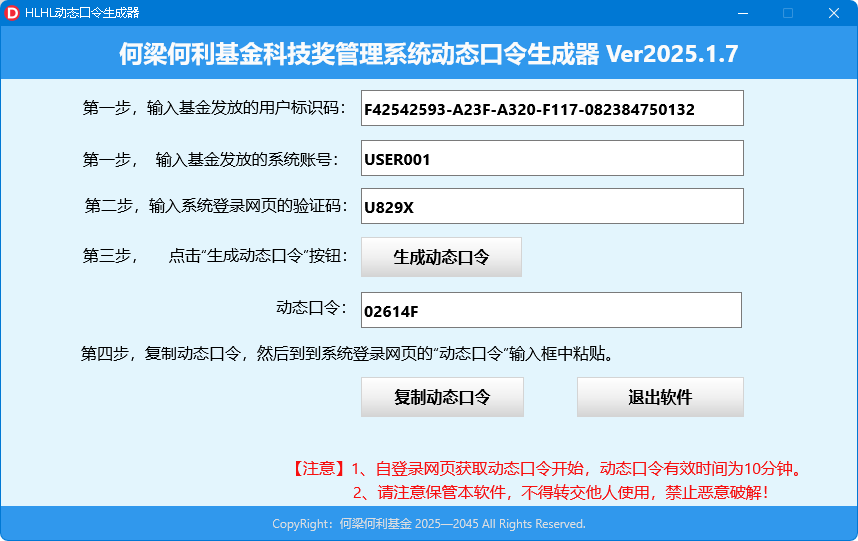 HLHL动态口令生成器
何梁何利基金科技奖管理系统动态口令生成器 Ver2025.1.7
第一步，输入基金发放的用户标识码： F42542593-A23F-A320-F117-082384750132
第一步， 输入基金发放的系统账号： USER001
第二步，输入系统登录网页的验证码： U829X
第三步， 点击“生成动态口令”按钮： 生成动态口令
动态口令： 02614F
第四步，复制动态口令，然后到到系统登录网页的“动态口令”输入框中粘贴。
复制动态口令 退出软件
【注意】1、自登录网页获取动态口令开始，动态口令有效时间为10分钟。
2、请注意保管本软件，不得转交他人使用，禁止恶意破解！
CopyRight：何梁何利基金 2025—2045 All Rights Reserved.